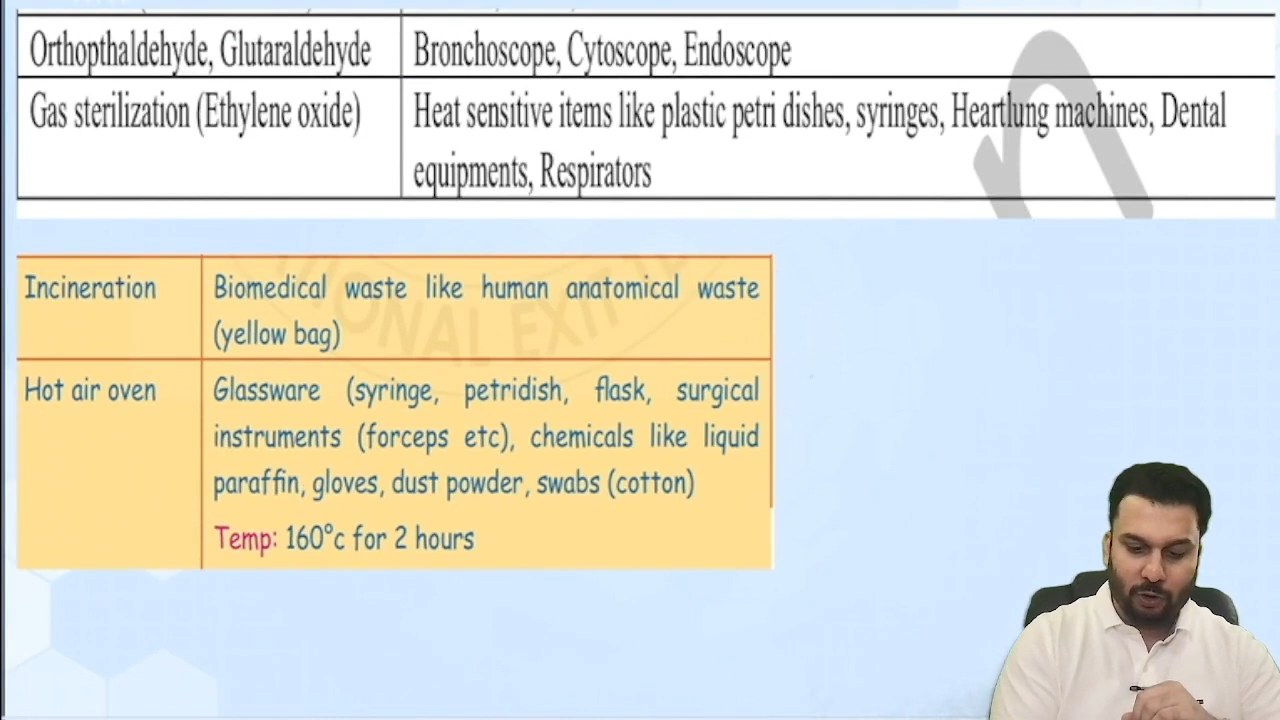 Orthopthaldehyde, Glutaraldehyde
Bronchoscope, Cytoscope, Endoscope
Gas sterilization (Ethylene oxide)
Heat sensitive items like plastic petri dishes, syringes, Heartlung machines, Dental
equipments, Respirators
Incineration
Biomedical waste like human anatomical waste
(yellow bag)
Hot air oven
Glassware (syringe, petridish, flask, surgical
instruments (forceps etc), chemicals like liquid
paraffin, gloves, dust powder, swabs (cotton)
Temp: 160°c for 2 hours
EXIT